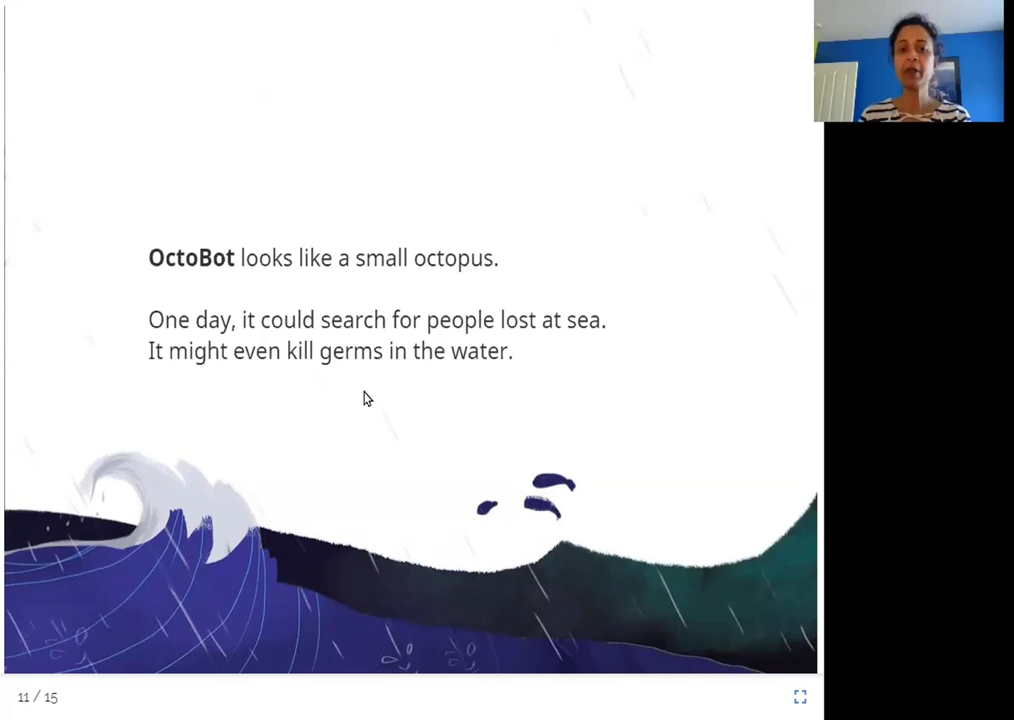 OctoBot looks like a small octopus.
One day, it could search for people lost at sea.
It might even kill germs in the water.
11 / 15